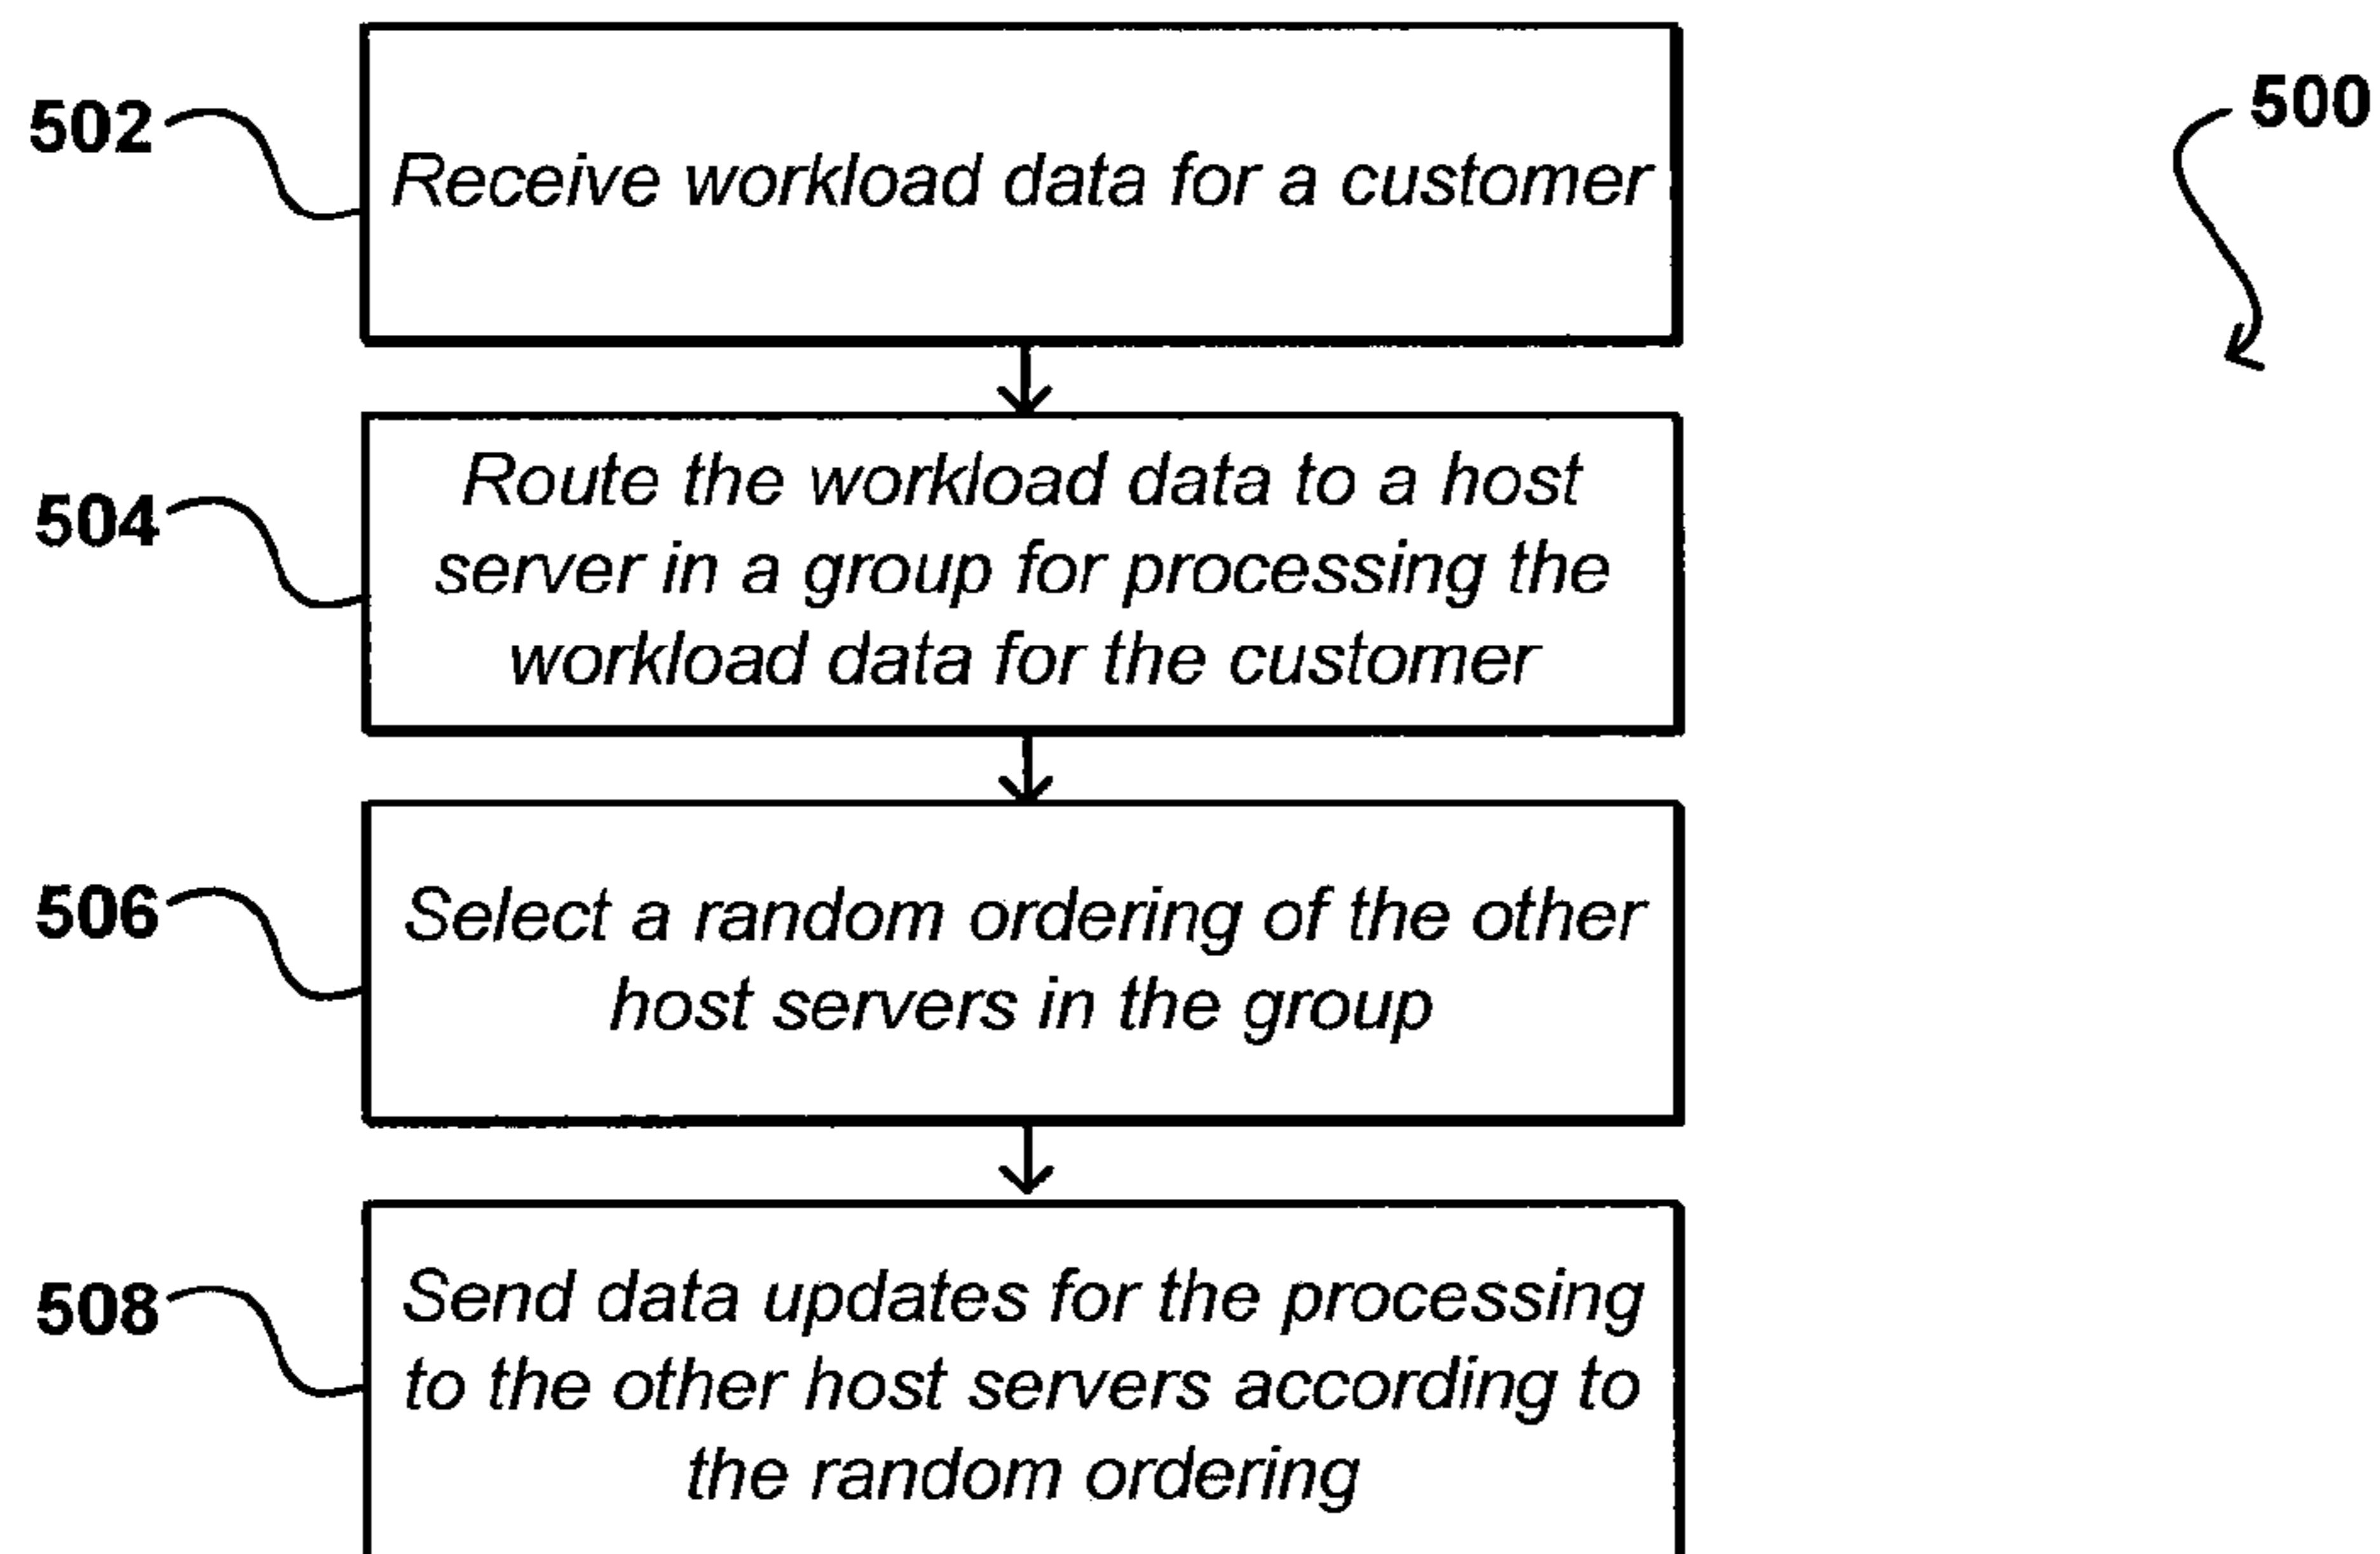 502
Receive workload data for a customer
500
504
Route the workload data to a host
server in a group for processing the
workload data for the customer
506
Select a random ordering of the other
host servers in the group
508
Send data updates for the processing
to the other host servers according to
the random ordering